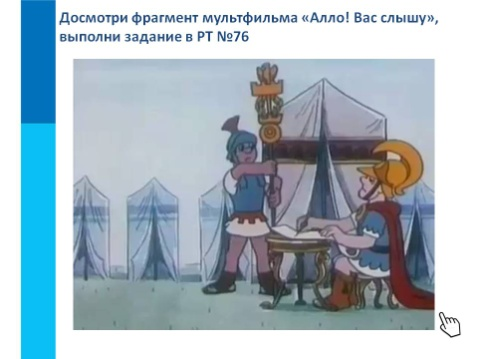 Досмотри фрагмент мультфильма «Алло! Вас слышу»,
выполни задание в РТ №76